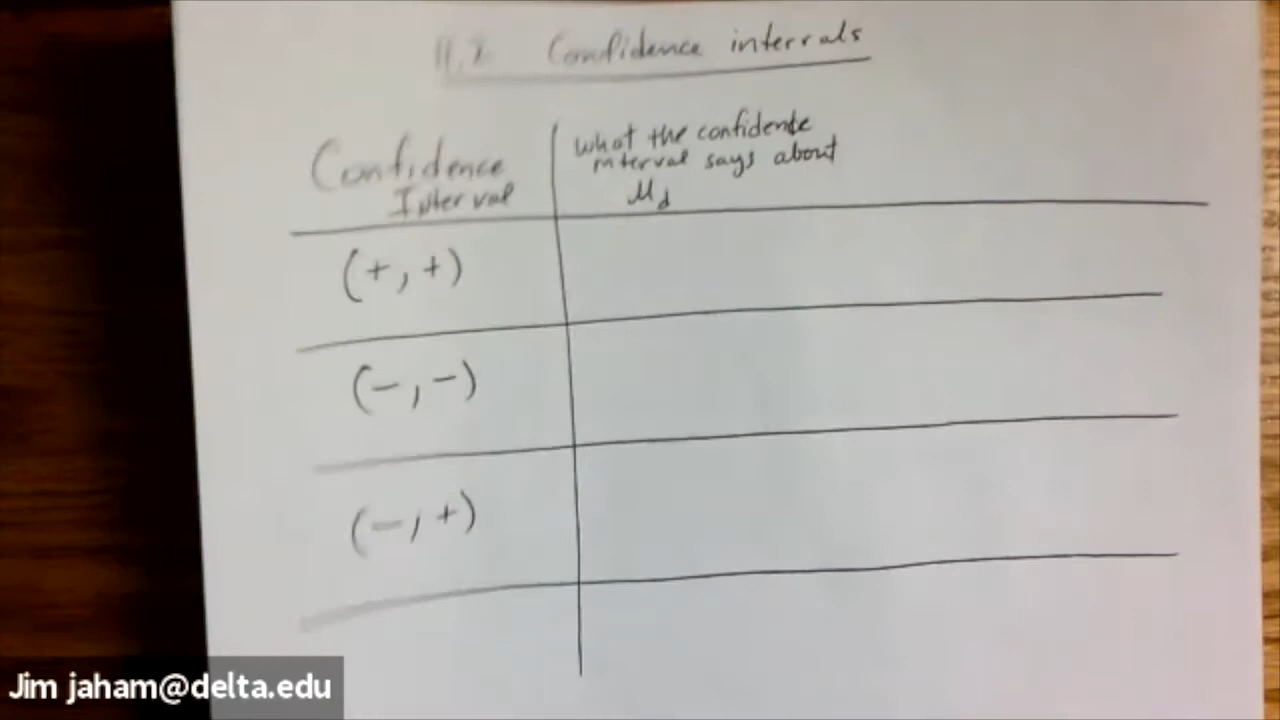 Confidence intervals
Confidence
Interval
what the confidence
interval says about
μd
(+, +)
(-, -)
(-, +)
Jim jaham@delta.edu